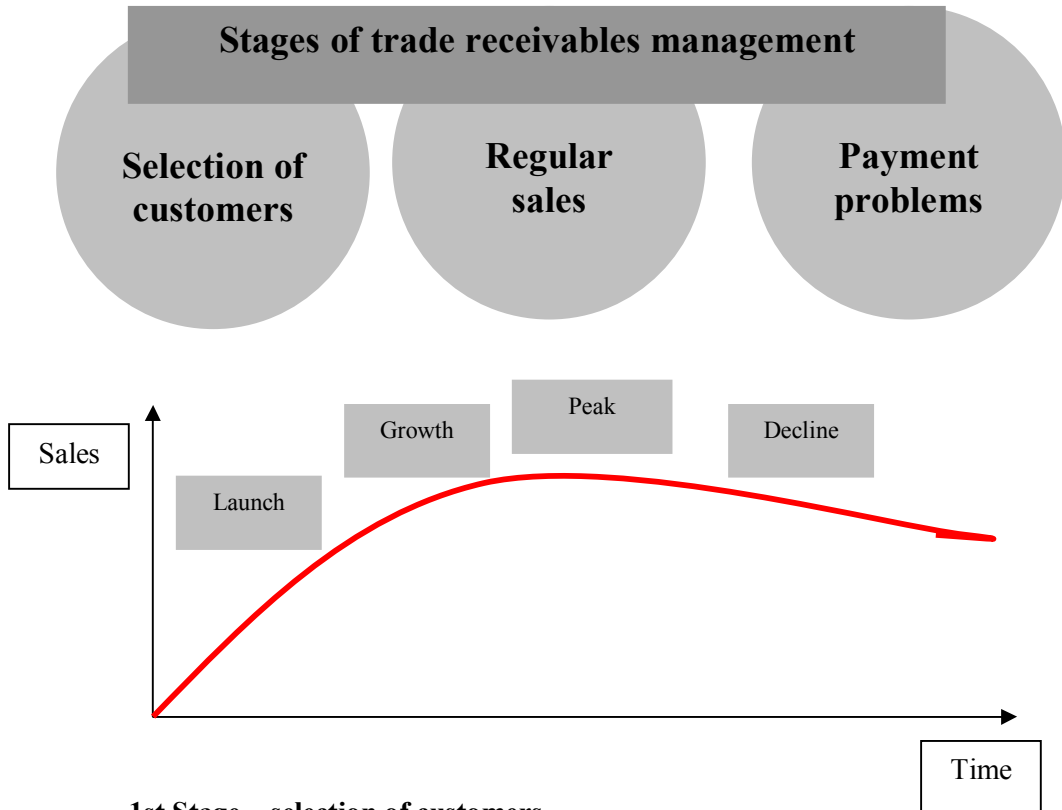 Stages of trade receivables management
Selection of
customers
Regular
sales
Payment
problems
Sales
Launch
Growth
Peak
Decline
Time
1st Stage – selection of customers